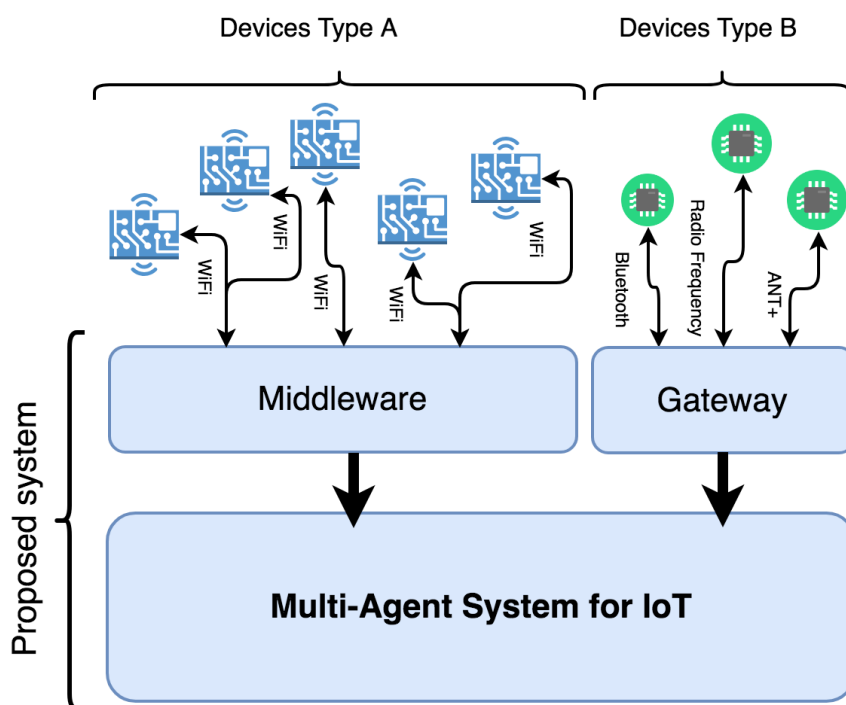 Devices Type A
Devices Type B
WiFi
WiFi
WiFi
WiFi
WiFi
Bluetooth
Radio Frequency
ANT+
Proposed system
Middleware
Gateway
Multi-Agent System for IoT